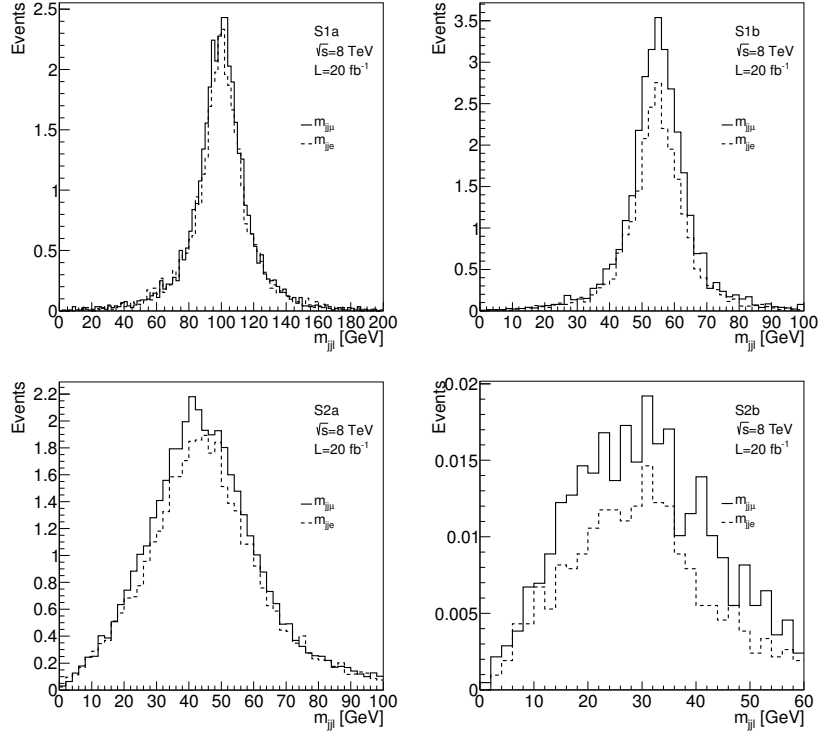 Events
2.5
2
1.5
1
0.5
0
S1a
√s=8 TeV
L=20 fb⁻¹
m_jjμ
m_jje
0 20 40 60 80 100 120 140 160 180 200
m_jjl [GeV]
Events
3.5
3
2.5
2
1.5
1
0.5
0
S1b
√s=8 TeV
L=20 fb⁻¹
m_jjμ
m_jje
0 10 20 30 40 50 60 70 80 90 100
m_jjl [GeV]
Events
2.2
2
1.8
1.6
1.4
1.2
1
0.8
0.6
0.4
0.2
0
S2a
√s=8 TeV
L=20 fb⁻¹
m_jjμ
m_jje
0 10 20 30 40 50 60 70 80 90 100
m_jjl [GeV]
Events
0.02
0.015
0.01
0.005
0
S2b
√s=8 TeV
L=20 fb⁻¹
m_jjμ
m_jje
0 10 20 30 40 50 60
m_jjl [GeV]